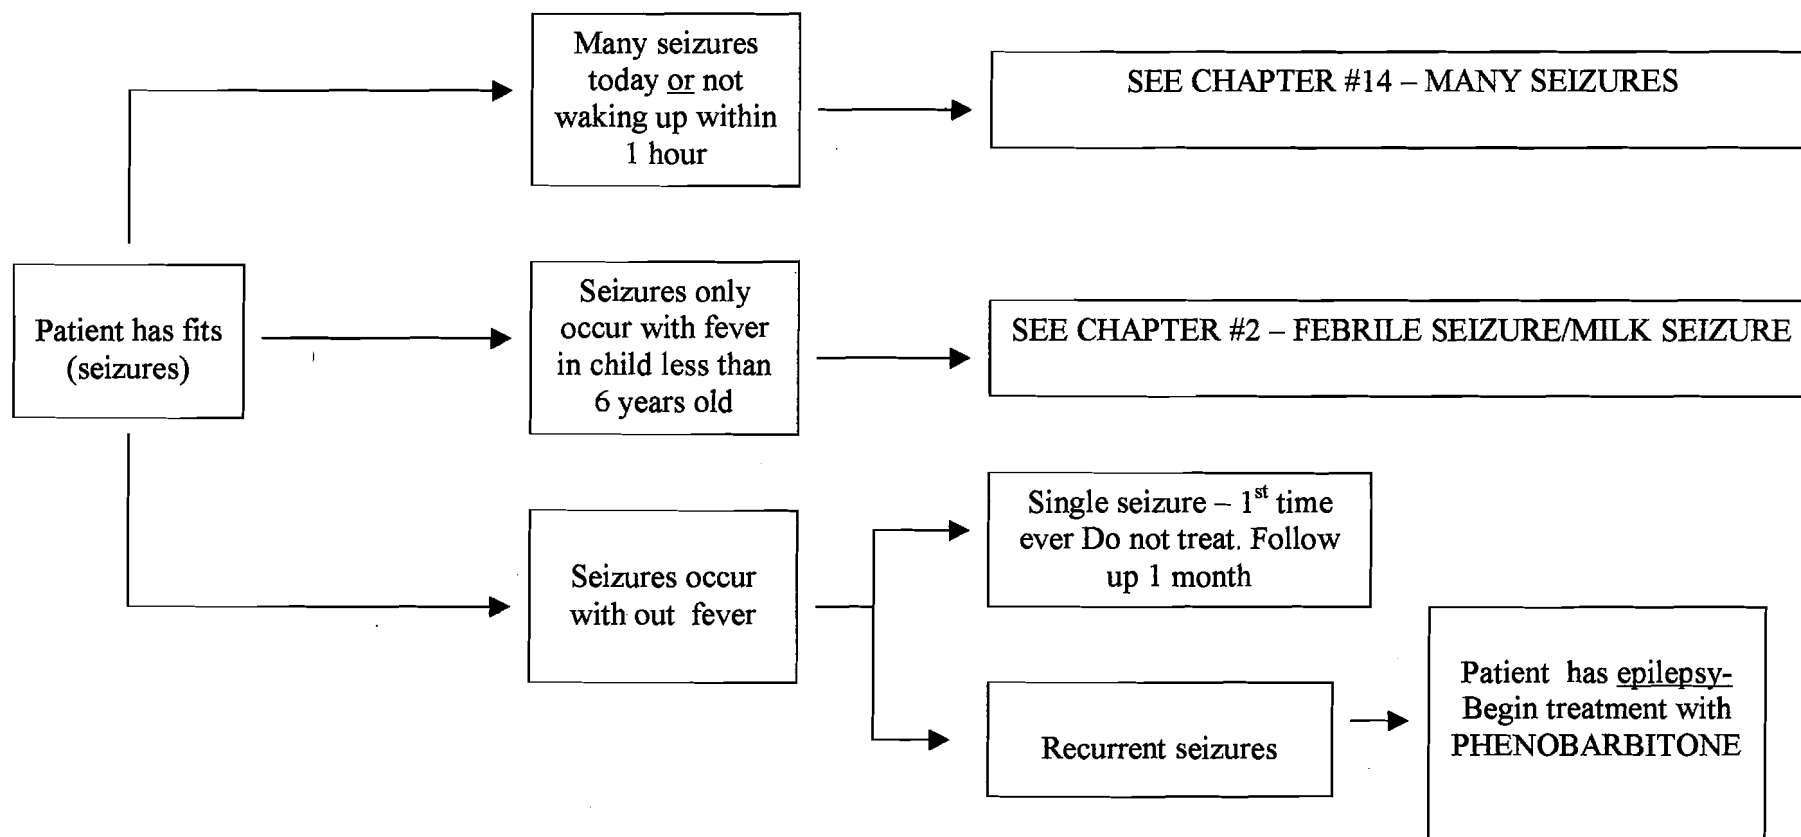 Many seizures
today or not
waking up within
1 hour
SEE CHAPTER #14 – MANY SEIZURES
Patient has fits
(seizures)
Seizures only
occur with fever
in child less than
6 years old
SEE CHAPTER #2 – FEBRILE SEIZURE/MILK SEIZURE
Seizures occur
with out fever
Single seizure – 1st time
ever Do not treat. Follow
up 1 month
Recurrent seizures
Patient has epilepsy-
Begin treatment with
PHENOBARBITONE